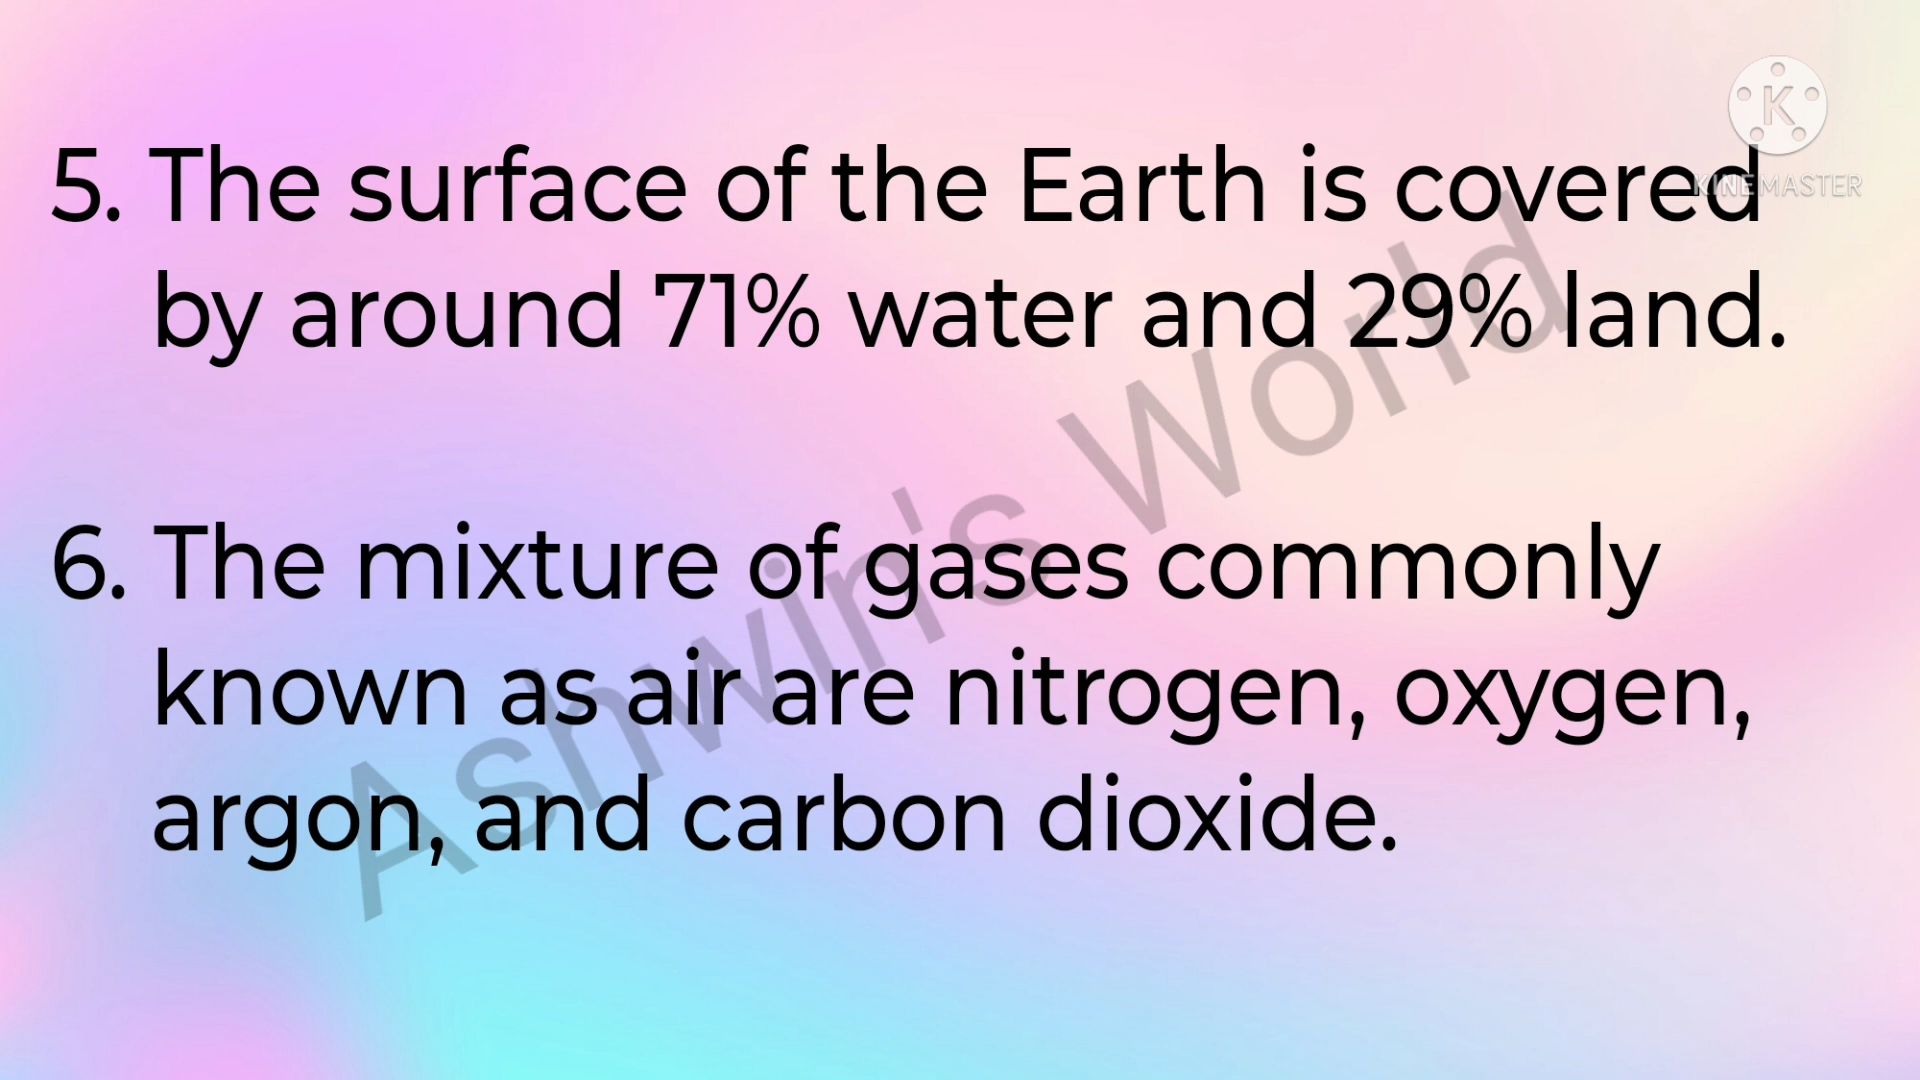 K
KINEMASTER
5. The surface of the Earth is covered
by around 71% water and 29% land.
6. The mixture of gases commonly
known as air are nitrogen, oxygen,
argon, and carbon dioxide.
Ashwin's World